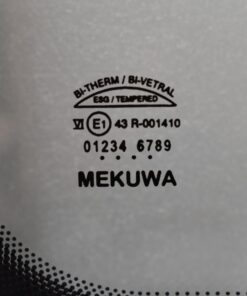 BI-THERM / BI-VETRAL
ESG / TEMPERED
VI E1 43 R-001410
01234 6789
. . . .
MEKUWA